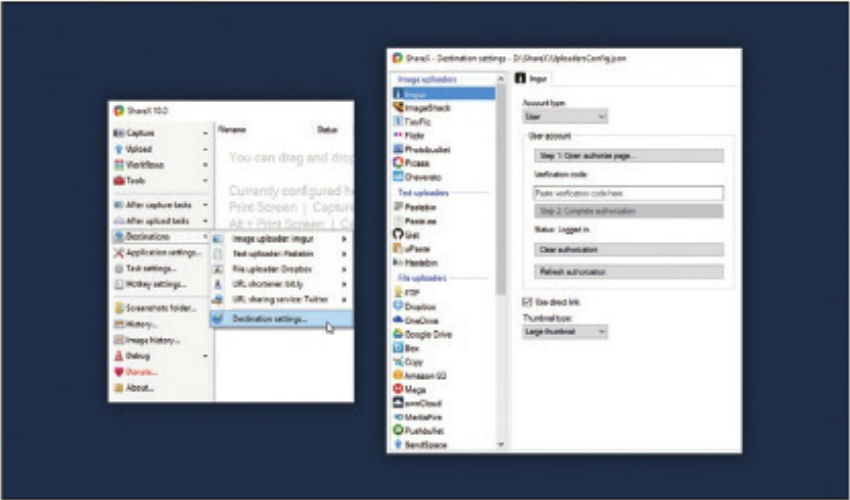 ShareX 10.0
Capture
Upload
Workflows
Tools
After capture tasks
After upload tasks
Destinations
Application settings...
Task settings...
Hotkey settings...
Screenshots folder...
History...
Image history...
Debug
Donate...
About...
Filename Status
You can drag and drop
Currently configured h
Print Screen | Captur
Alt + Print Screen | C
Image uploader: Imgur
Text uploader: Pastebin
File uploader: Dropbox
URL shortener: bit.ly
URL sharing service: Twitter
Destination settings...
ShareX - Destination settings - D:\ShareX\UploadersConfig.json
Image uploaders
Imgur
ImageShack
TinyPic
Flickr
Photobucket
Picasa
Chevereto
Text uploaders
Pastebin
Paste.ee
Gist
uPaste
Hastebin
File uploaders
FTP
Dropbox
OneDrive
Google Drive
Box
Copy
Amazon S3
Mega
ownCloud
MediaFire
Pushbullet
SendSpace
Imgur
Account type:
User
User account
Step 1: Open authorize page...
Verification code:
Paste verification code here
Step 2: Complete authorization
Status: Logged in
Clear authorization
Refresh authorization
Use direct link
Thumbnail type:
Large thumbnail